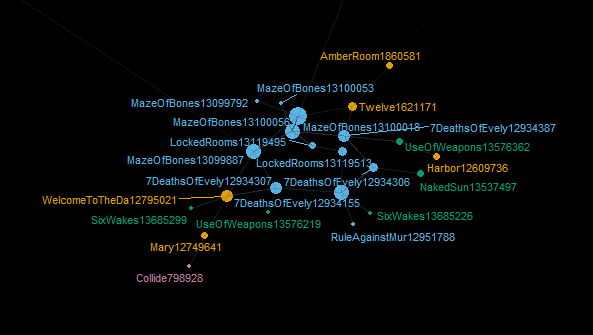 AmberRoom1860581
MazeOfBones13100053
MazeOfBones13099792
Twelve1621171
MazeOfBones13100056
MazeOfBones13100018
7DeathsOfEvely12934387
LockedRooms13119495
UseOfWeapons13576362
MazeOfBones13099887
LockedRooms13119513
Harbor12609736
7DeathsOfEvely12934307
7DeathsOfEvely12934306
NakedSun13537497
WelcomeToTheDa12795021
7DeathsOfEvely12934155
SixWakes13685299
UseOfWeapons13576219
SixWakes13685226
RuleAgainstMur12951788
Mary12749641
Collide798928